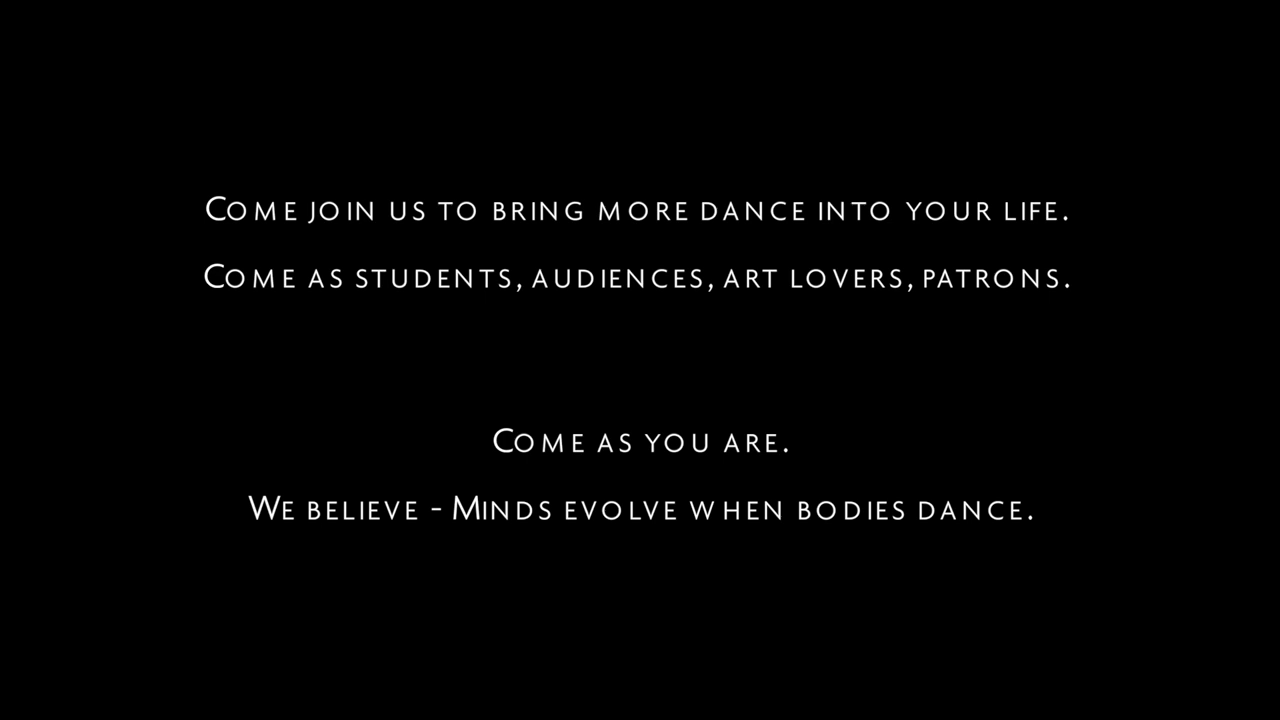 Come join us to bring more dance into your life.
Come as students, audiences, art lovers, patrons.
Come as you are.
We believe - Minds evolve when bodies dance.